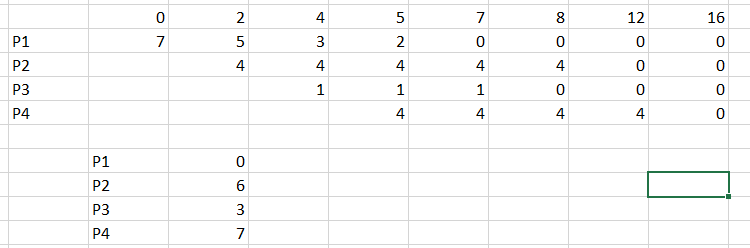 0 2 4 5 7 8 12 16
P1 7 5 3 2 0 0 0 0
P2 4 4 4 4 4 0 0
P3 1 1 1 0 0 0
P4 4 4 4 4 0
P1 0
P2 6
P3 3
P4 7